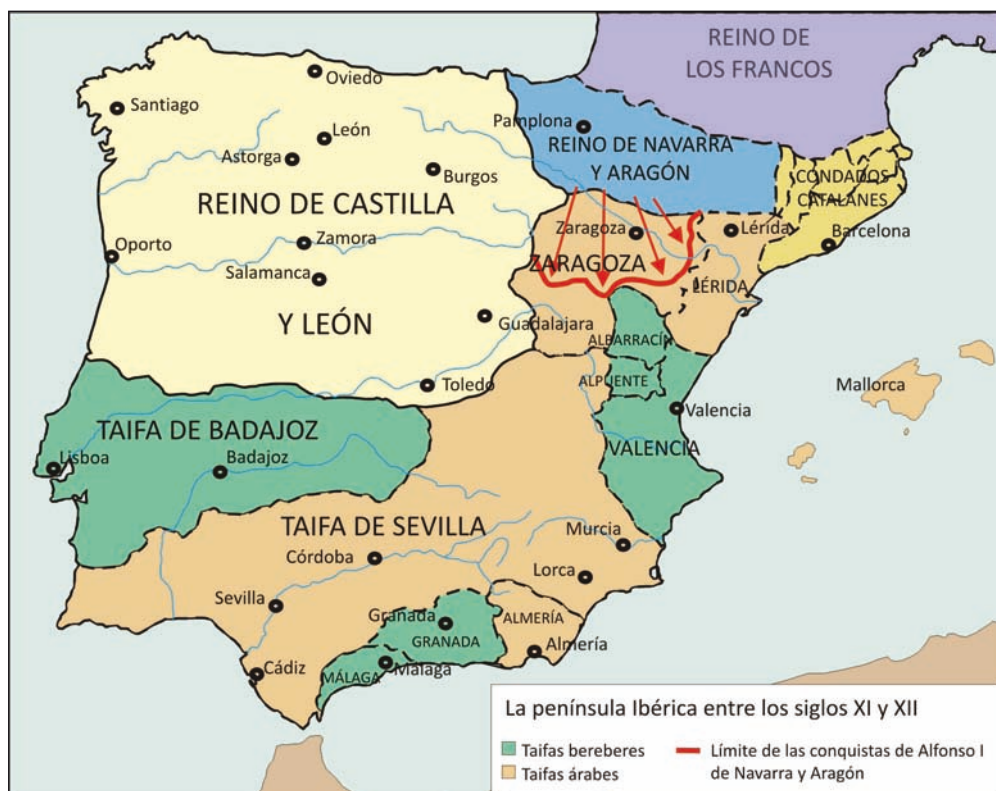 REINO DE
LOS FRANCOS
Oviedo
Santiago
León
Astorga
Burgos
Pamplona
REINO DE NAVARRA
Y ARAGÓN
CONDADOS
CATALANES
REINO DE CASTILLA
Oporto
Zamora
Salamanca
Zaragoza
ZARAGOZA
Lérida
LÉRIDA
Barcelona
Y LEÓN
Guadalajara
Toledo
ALBARRACÍN
ALPUENTE
Valencia
VALENCIA
Mallorca
TAIFA DE BADAJOZ
Lisboa
Badajoz
TAIFA DE SEVILLA
Córdoba
Murcia
Lorca
Sevilla
Granada
GRANADA
ALMERÍA
Almería
Cádiz
MÁLAGA
Málaga
La península Ibérica entre los siglos XI y XII
Taifas bereberes
Taifas árabes
Límite de las conquistas de Alfonso I
de Navarra y Aragón